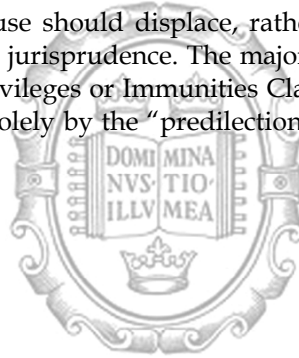 use should displace, rathe
jurisprudence. The major
vileges or Immunities Cla
olely by the "predilection
DOMI MINA
NVS· TIO·
ILLV MEA